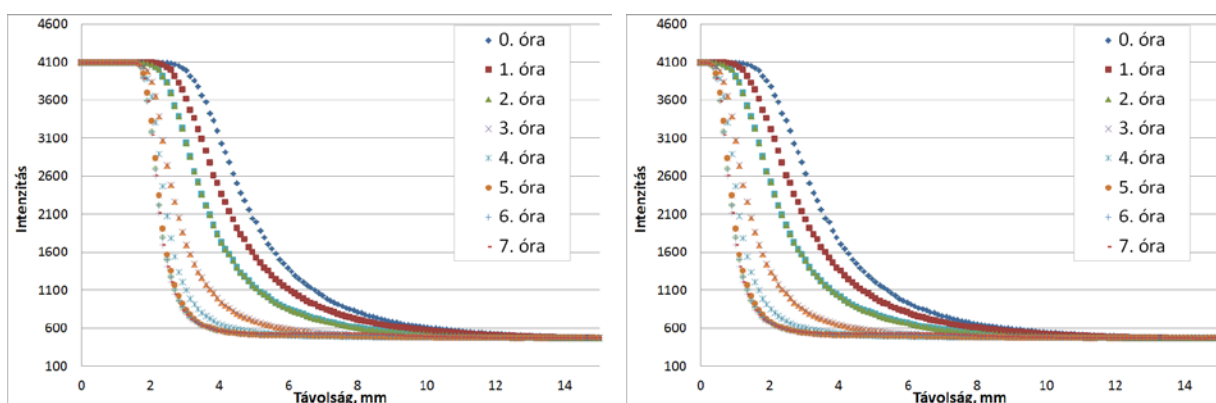 4600
4100
3600
3100
2600
2100
1600
1100
600
100
Intenzitás
0 2 4 6 8 10 12 14
Távolság, mm
0. óra
1. óra
2. óra
3. óra
4. óra
5. óra
6. óra
7. óra
4600
4100
3600
3100
2600
2100
1600
1100
600
100
Intenzitás
0 2 4 6 8 10 12 14
Távolság, mm
0. óra
1. óra
2. óra
3. óra
4. óra
5. óra
6. óra
7. óra